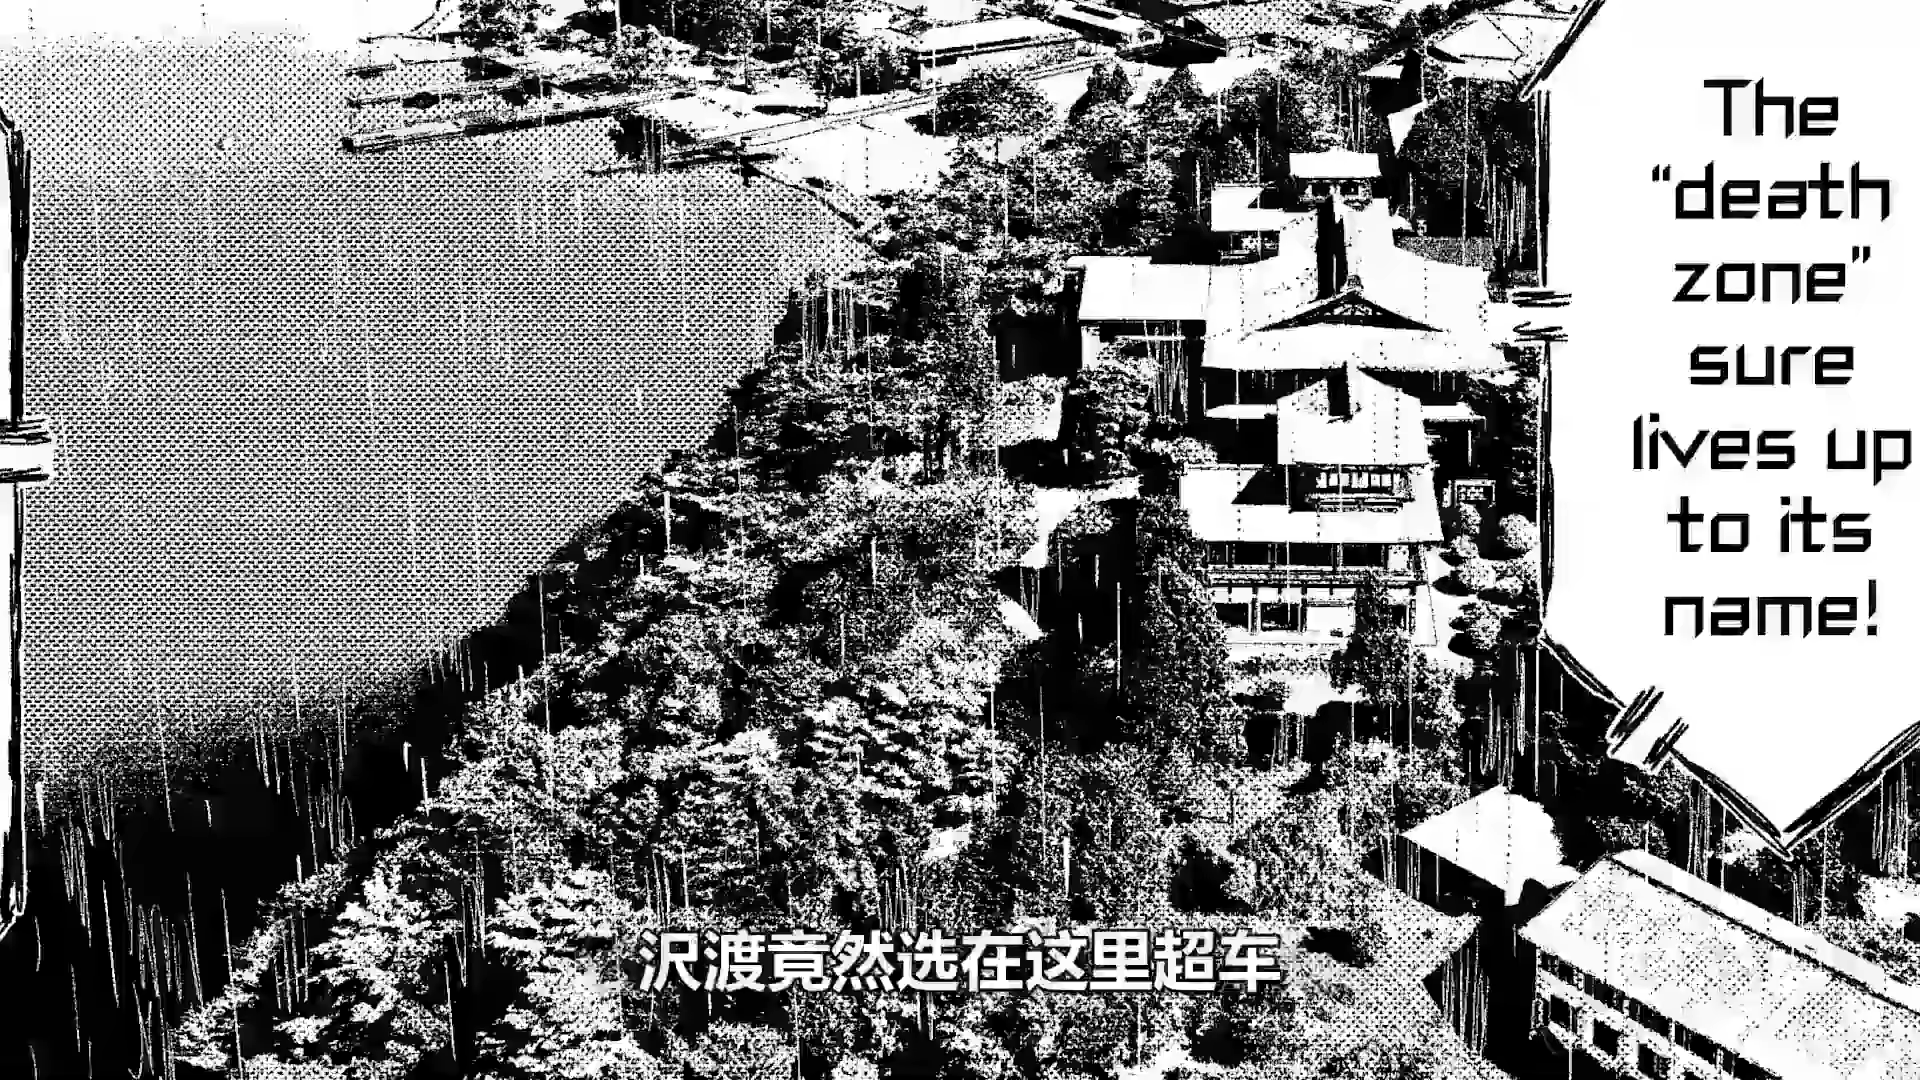 The
“death
zone”
sure
lives up
to its
name!
沢渡竟然选在这里超车